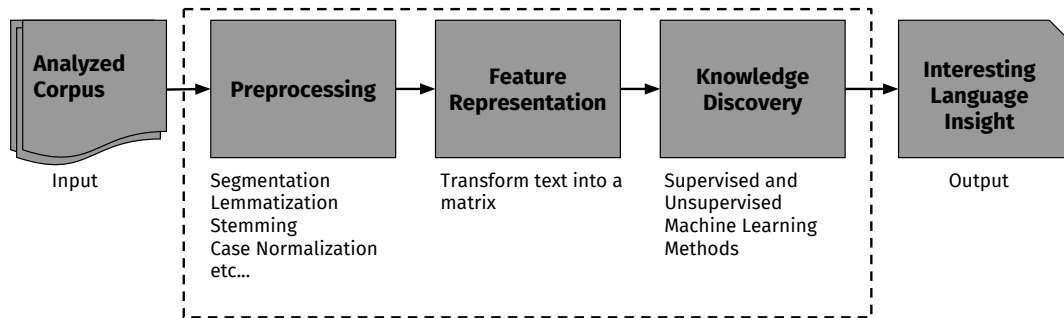 Analyzed
Corpus
Preprocessing
Feature
Representation
Knowledge
Discovery
Interesting
Language
Insight
Input
Segmentation
Lemmatization
Stemming
Case Normalization
etc...
Transform text into a
matrix
Supervised and
Unsupervised
Machine Learning
Methods
Output